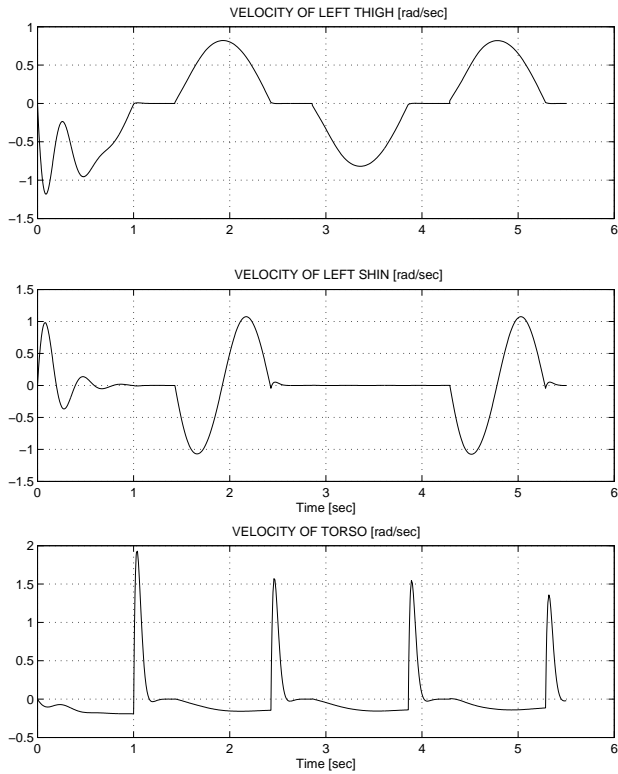 VELOCITY OF LEFT THIGH [rad/sec]
1
0.5
0
−0.5
−1
−1.5
0 1 2 3 4 5 6
VELOCITY OF LEFT SHIN [rad/sec]
1.5
1
0.5
0
−0.5
−1
−1.5
0 1 2 3 4 5 6
Time [sec]
VELOCITY OF TORSO [rad/sec]
2
1.5
1
0.5
0
−0.5
0 1 2 3 4 5 6
Time [sec]